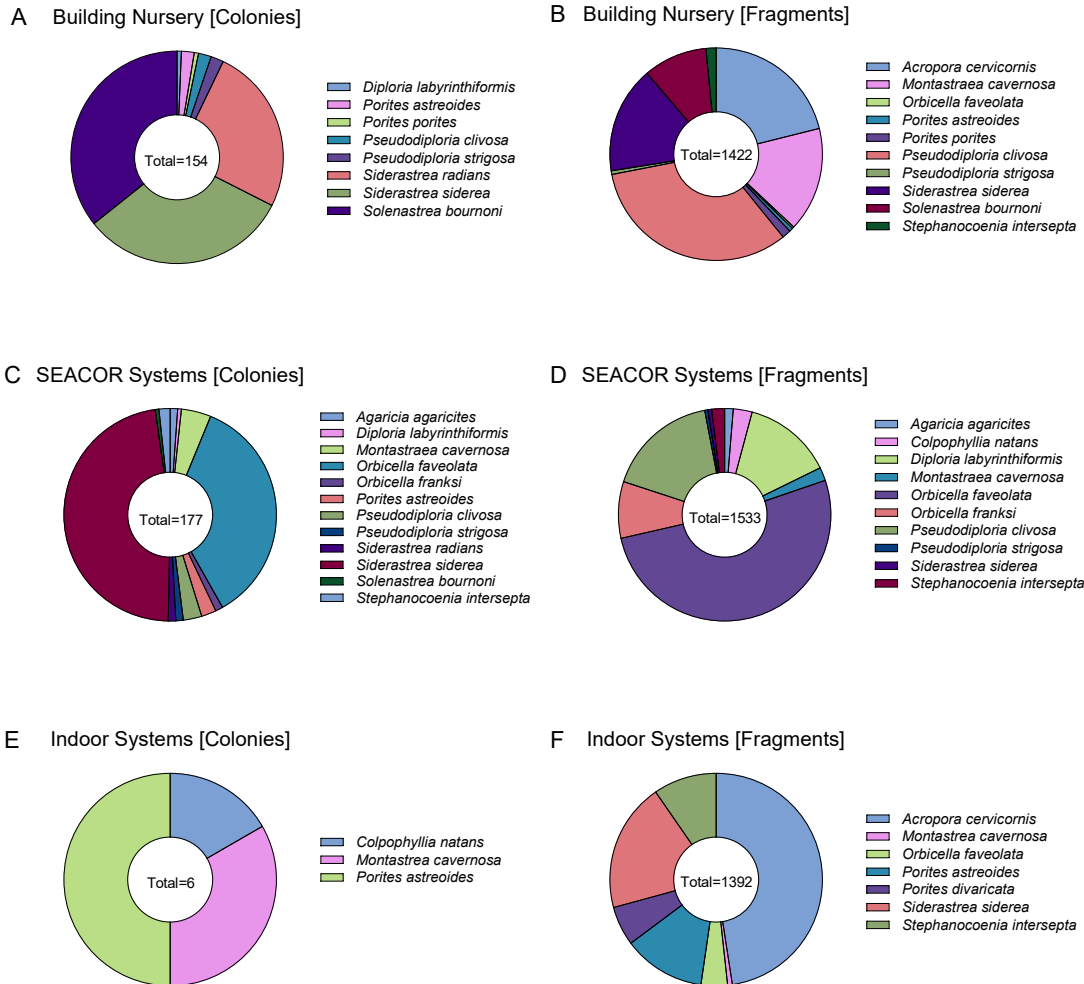 A Building Nursery [Colonies]
Total=154
Diploria labyrinthiformis
Porites astreoides
Porites porites
Pseudodiploria clivosa
Pseudodiploria strigosa
Siderastrea radians
Siderastrea siderea
Solenastrea bournoni
B Building Nursery [Fragments]
Total=1422
Acropora cervicornis
Montastraea cavernosa
Orbicella faveolata
Porites astreoides
Porites porites
Pseudodiploria clivosa
Pseudodiploria strigosa
Siderastrea siderea
Solenastrea bournoni
Stephanocoenia intersepta
C SEACOR Systems [Colonies]
Total=177
Agaricia agaricites
Diploria labyrinthiformis
Montastraea cavernosa
Orbicella faveolata
Orbicella franksi
Porites astreoides
Pseudodiploria clivosa
Pseudodiploria strigosa
Siderastrea radians
Siderastrea siderea
Solenastrea bournoni
Stephanocoenia intersepta
D SEACOR Systems [Fragments]
Total=1533
Agaricia agaricites
Colpophyllia natans
Diploria labyrinthiformis
Montastraea cavernosa
Orbicella faveolata
Orbicella franksi
Pseudodiploria clivosa
Pseudodiploria strigosa
Siderastrea siderea
Stephanocoenia intersepta
E Indoor Systems [Colonies]
Total=6
Colpophyllia natans
Montastrea cavernosa
Porites astreoides
F Indoor Systems [Fragments]
Total=1392
Acropora cervicornis
Montastrea cavernosa
Orbicella faveolata
Porites astreoides
Porites divaricata
Siderastrea siderea
Stephanocoenia intersepta